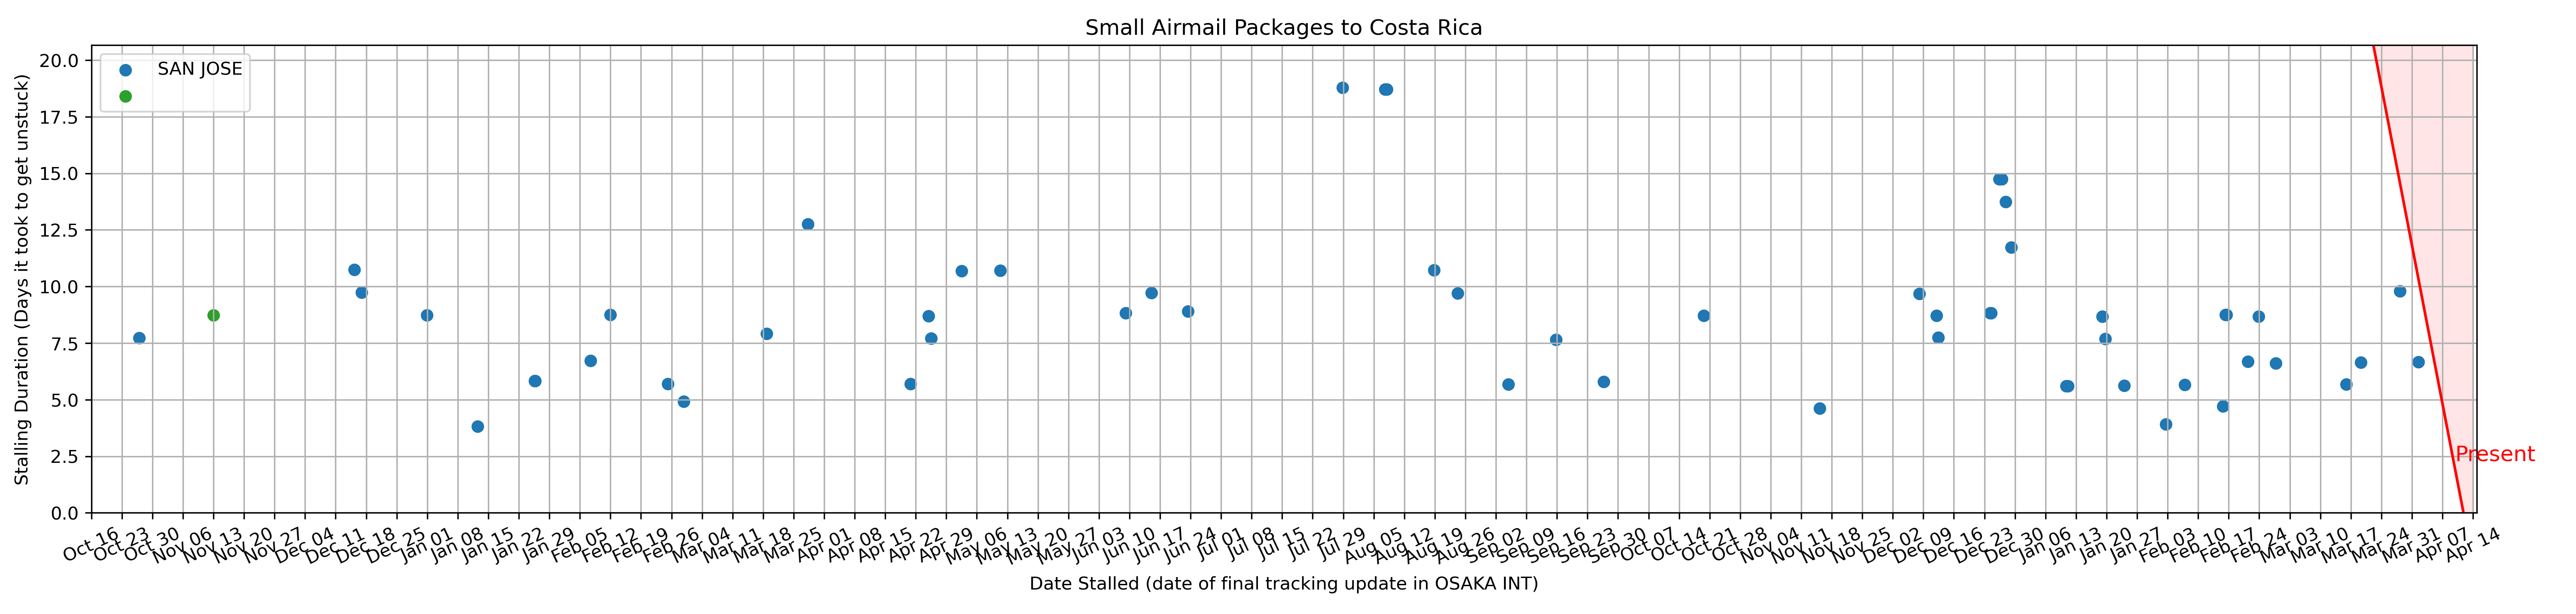 Small Airmail Packages to Costa Rica
Stalling Duration (Days it took to get unstuck)
20.0
17.5
15.0
12.5
10.0
7.5
5.0
2.5
0.0
SAN JOSE
Present
Oct 16
Oct 23
Oct 30
Nov 06
Nov 13
Nov 20
Nov 27
Dec 04
Dec 11
Dec 18
Dec 25
Jan 01
Jan 08
Jan 15
Jan 22
Jan 29
Feb 05
Feb 12
Feb 19
Feb 26
Mar 04
Mar 11
Mar 18
Mar 25
Apr 01
Apr 08
Apr 15
Apr 22
Apr 29
May 06
May 13
May 20
May 27
Jun 03
Jun 10
Jun 17
Jun 24
Jul 01
Jul 08
Jul 15
Jul 22
Jul 29
Aug 05
Aug 12
Aug 19
Aug 26
Sep 02
Sep 09
Sep 16
Sep 23
Sep 30
Oct 07
Oct 14
Oct 21
Oct 28
Nov 04
Nov 11
Nov 18
Nov 25
Dec 02
Dec 09
Dec 16
Dec 23
Dec 30
Jan 06
Jan 13
Jan 20
Jan 27
Feb 03
Feb 10
Feb 17
Feb 24
Mar 03
Mar 10
Mar 17
Mar 24
Mar 31
Apr 07
Apr 14
Date Stalled (date of final tracking update in OSAKA INT)